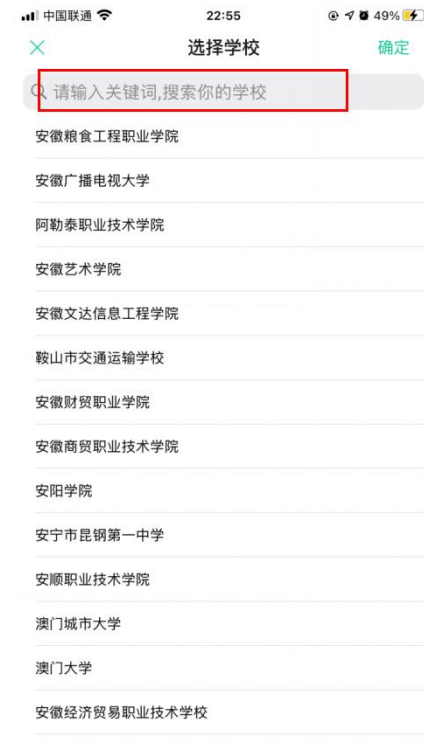 中国联通
22:55
49%
选择学校
确定
请输入关键词,搜索你的学校
安徽粮食工程职业学院
安徽广播电视大学
阿勒泰职业技术学院
安徽艺术学院
安徽文达信息工程学院
鞍山市交通运输学校
安徽财贸职业学院
安徽商贸职业技术学院
安阳学院
安宁市昆钢第一中学
安顺职业技术学院
澳门城市大学
澳门大学
安徽经济贸易职业技术学校